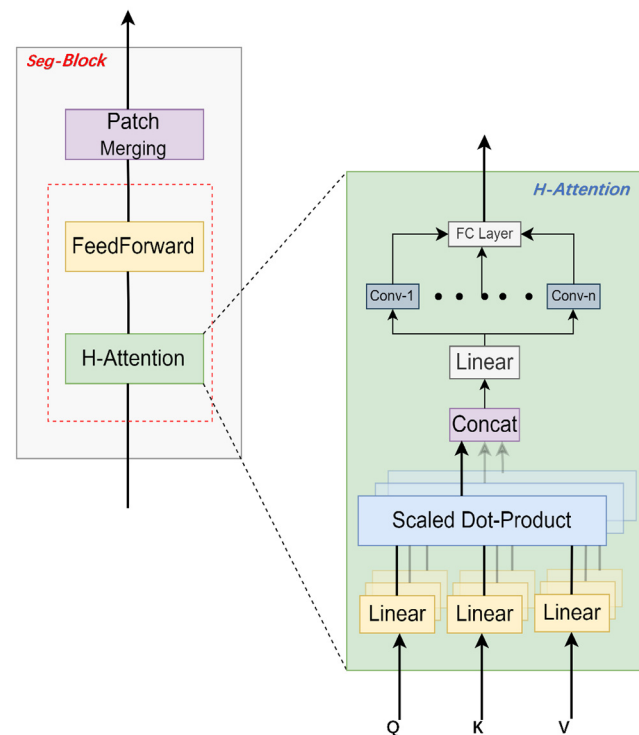 Seg-Block
Patch
Merging
FeedForward
H-Attention
H-Attention
FC Layer
Conv-1
Conv-n
Linear
Concat
Scaled Dot-Product
Linear
Linear
Linear
Q
K
V